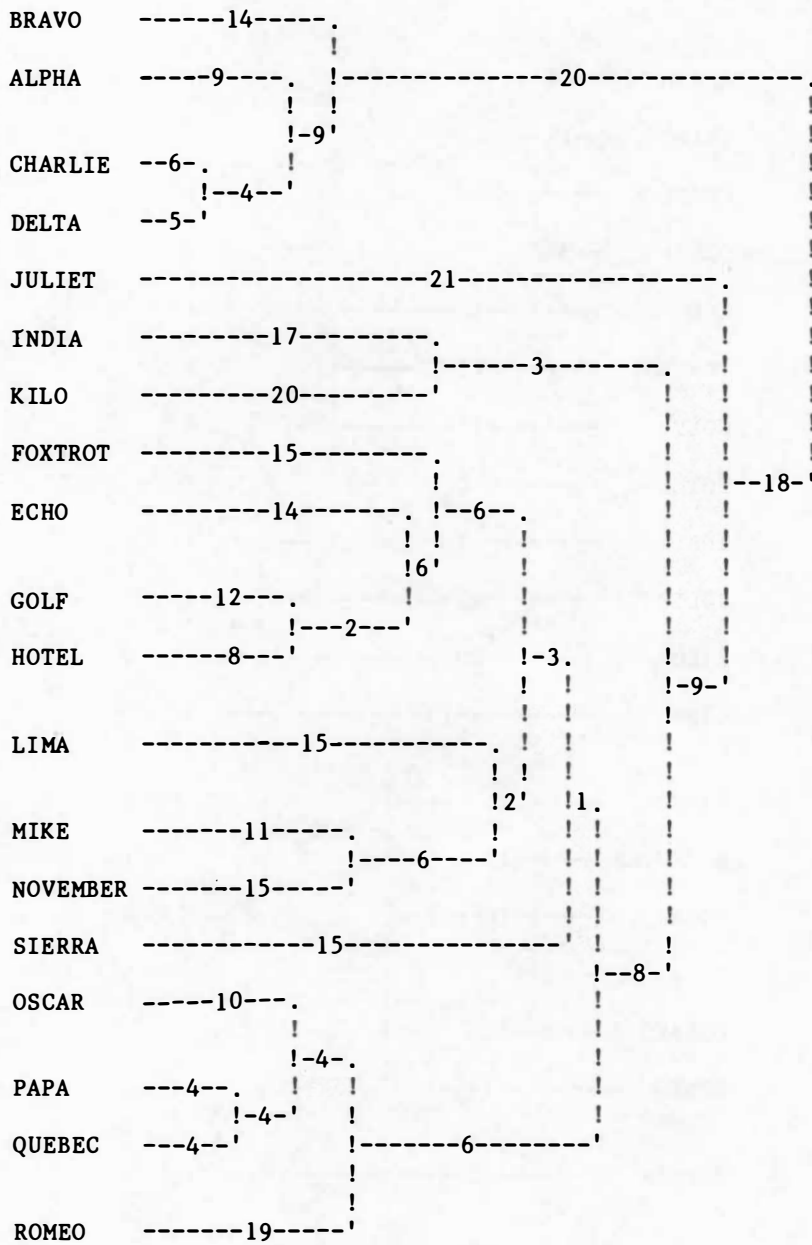 BRAVO ------14-----.
ALPHA -----9----. !---------------20---------------.
!-9'
CHARLIE --6-.
!--4--'
DELTA --5-'
JULIET --------------------21--------------------.
INDIA ---------17---------.
!------3--------.
KILO ---------20---------'
FOXTROT ---------15---------.
!--18-'
ECHO ---------14-------. !--6--.
!6'
GOLF -----12---.
!---2---'
HOTEL ------8---' !-3. !
!-9-'
LIMA -----------15-----------.
!2' !1.
MIKE -------11------.
!----6----'
NOVEMBER -------15------'
SIERRA ------------15----------------'
!--8-'
OSCAR -----10---.
!-4-.
PAPA ---4--.
!-4-'
QUEBEC ---4--' !-------6--------'
ROMEO -------19------'